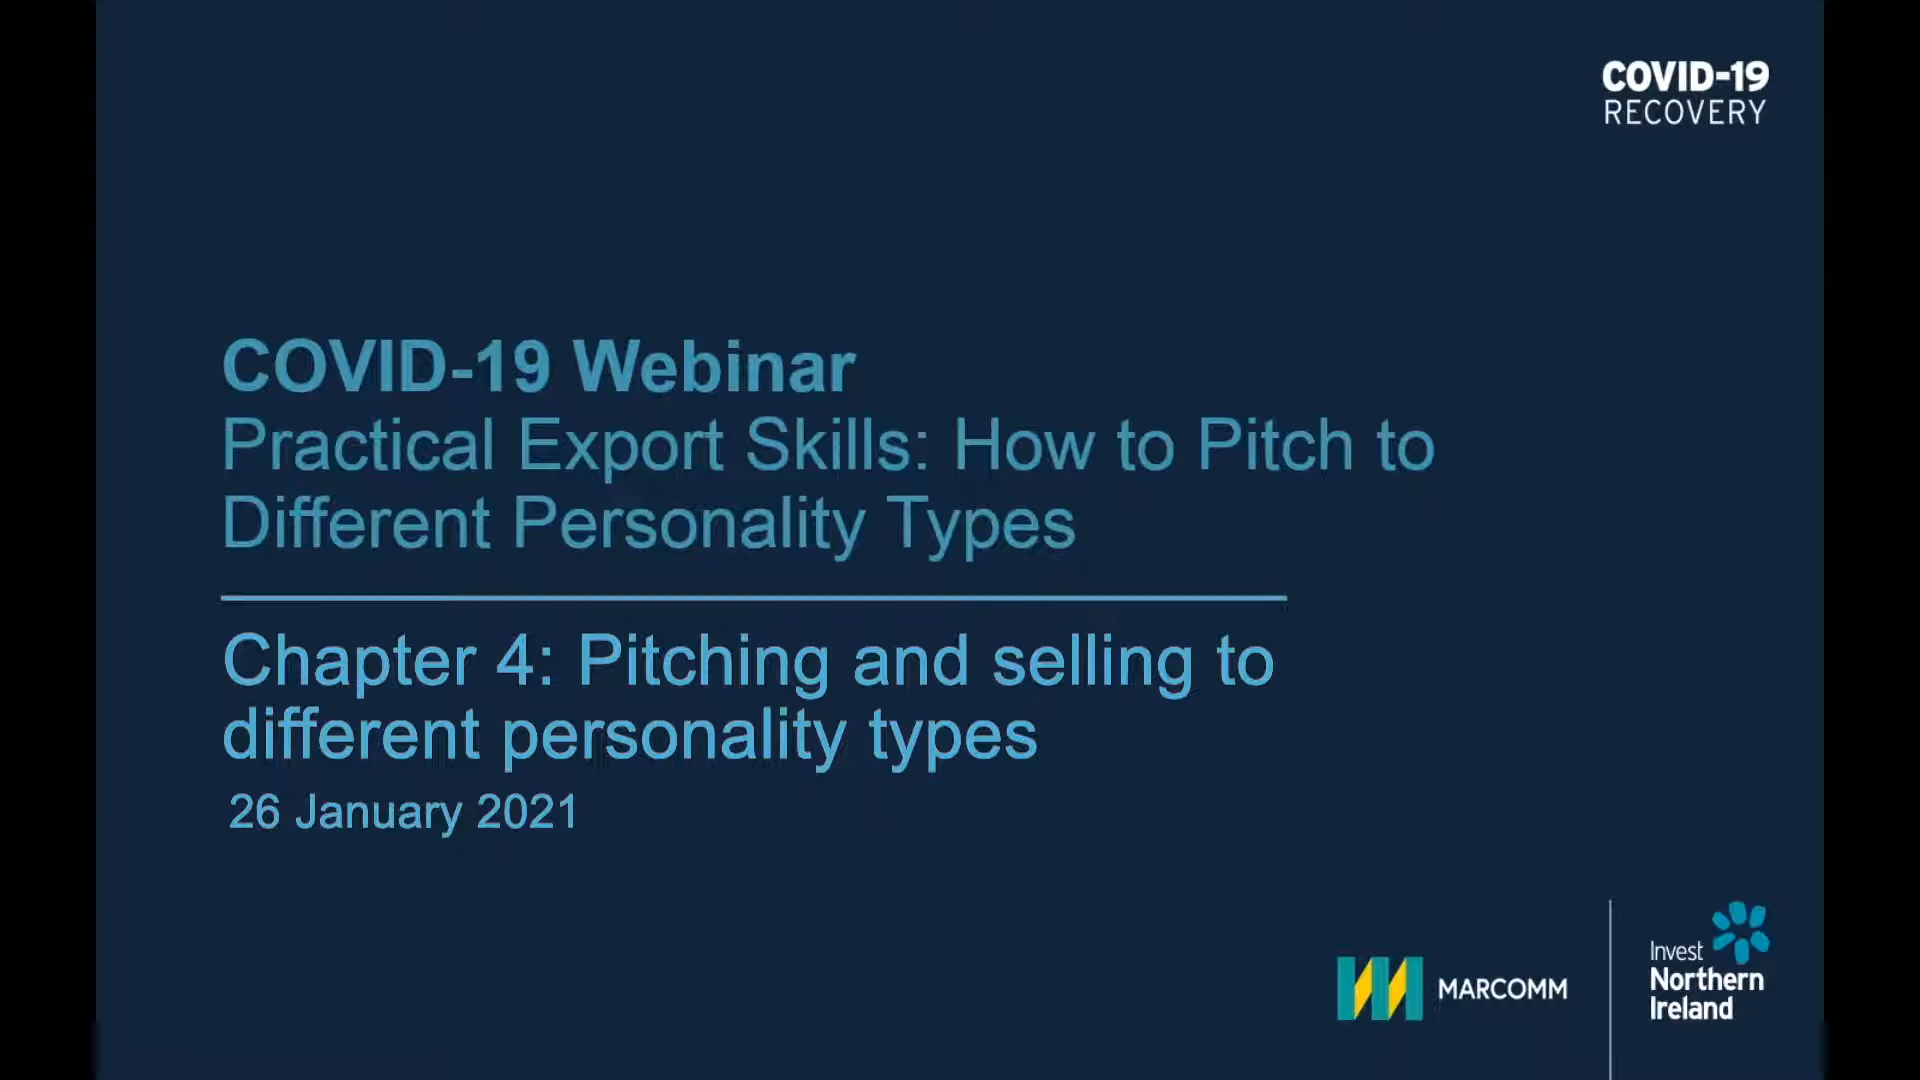 COVID-19
RECOVERY
COVID-19 Webinar
Practical Export Skills: How to Pitch to
Different Personality Types
Chapter 4: Pitching and selling to
different personality types
26 January 2021
MARCOMM
Invest
Northern
Ireland